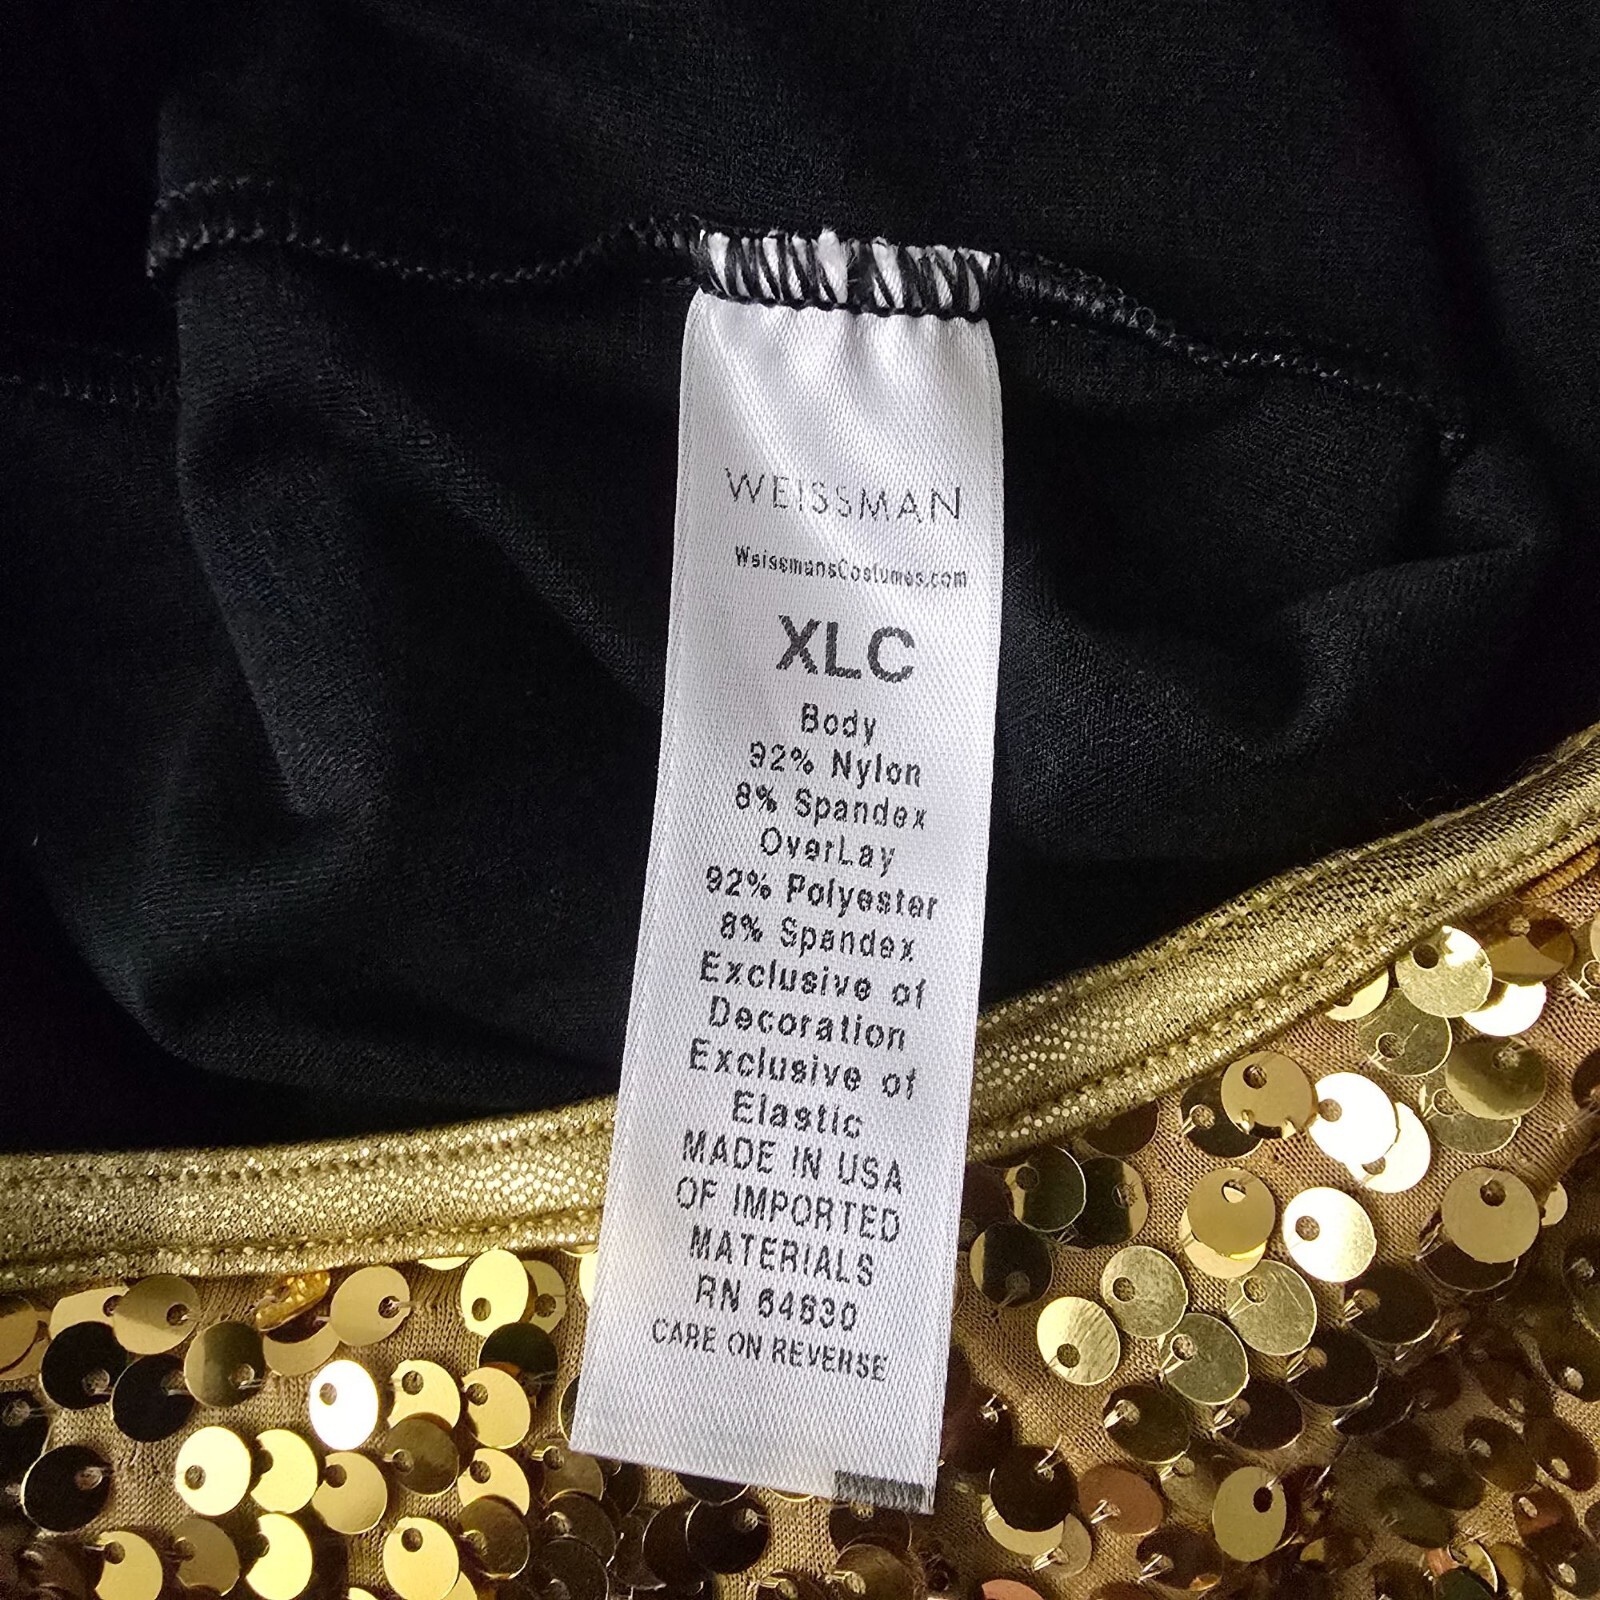 WEISSMAN
WeissmansCostumes.com
XLC
Body
92% Nylon
8% Spandex
OverLay
92% Polyester
8% Spandex
Exclusive of
Decoration
Exclusive of
Elastic
MADE IN USA
OF IMPORTED
MATERIALS
RN 64630
CARE ON REVERSE